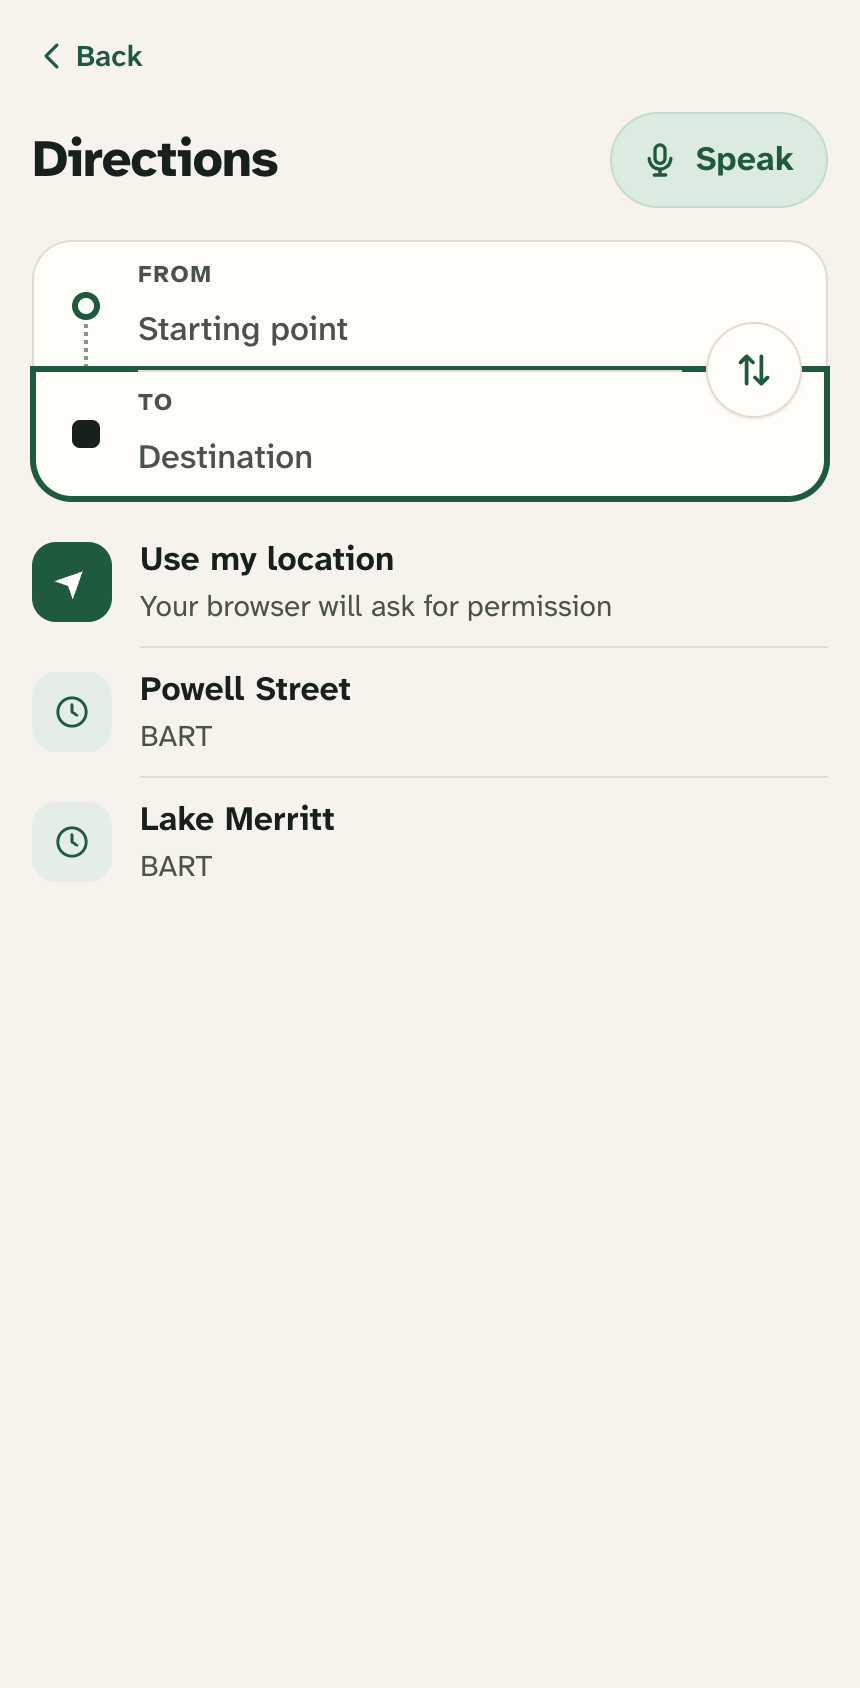 Back
Directions
Speak
FROM
Starting point
TO
Destination
Use my location
Your browser will ask for permission
Powell Street
BART
Lake Merritt
BART